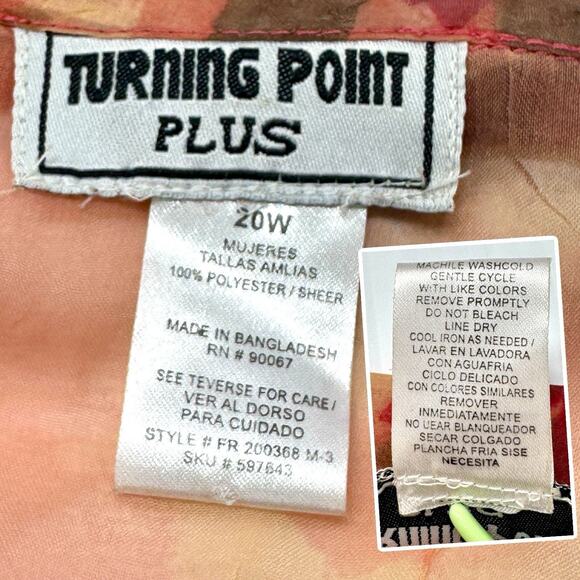 TURNING POINT
PLUS
20W
MUJERES
TALLAS AMLIAS
100% POLYESTER / SHEER
MADE IN BANGLADESH
RN # 90067
SEE TEVERSE FOR CARE /
VER AL DORSO
PARA CUIDADO
STYLE # FR 200368 M-3
SKU # 597643
MACHILE WASHCOLD
GENTLE CYCLE
WITH LIKE COLORS
REMOVE PROMPTLY
DO NOT BLEACH
LINE DRY
COOL IRON AS NEEDED /
LAVAR EN LAVADORA
CON AGUAFRIA
CICLO DELICADO
CON COLORES SIMILARES
REMOVER
INMEDIATAMENTE
NO UEAR BLANQUEADOR
SECAR COLGADO
PLANCHA FRIA SISE
NECESITA